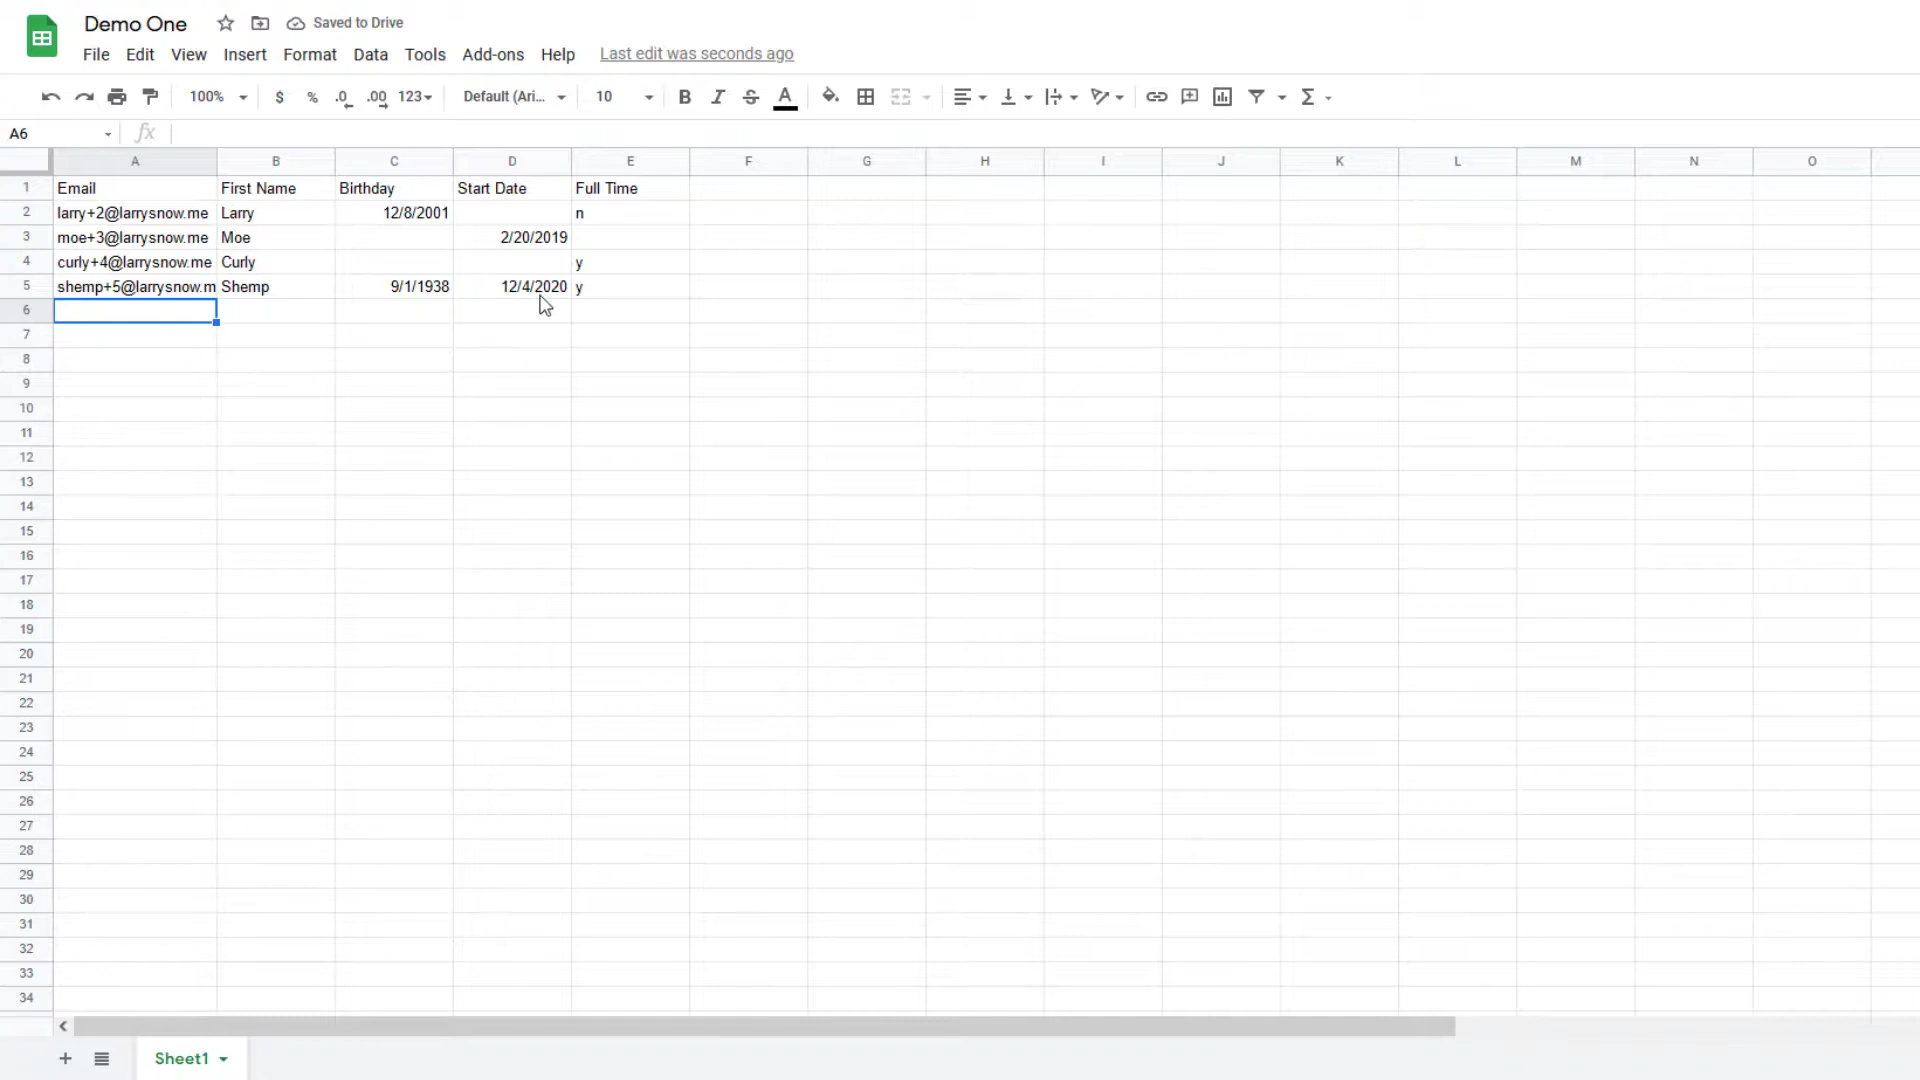 Demo One Saved to Drive
File Edit View Insert Format Data Tools Add-ons Help Last edit was seconds ago
100% $ % .0 .00 123 Default (Ari... 10 B I S A Σ
A6 fx
A B C D E F G H I J K L M N O
1 Email First Name Birthday Start Date Full Time
2 larry+2@larrysnow.me Larry 12/8/2001 n
3 moe+3@larrysnow.me Moe 2/20/2019
4 curly+4@larrysnow.me Curly y
5 shemp+5@larrysnow.m Shemp 9/1/1938 12/4/2020 y
6
7
8
9
10
11
12
13
14
15
16
17
18
19
20
21
22
23
24
25
26
27
28
29
30
31
32
33
34
+ Sheet1